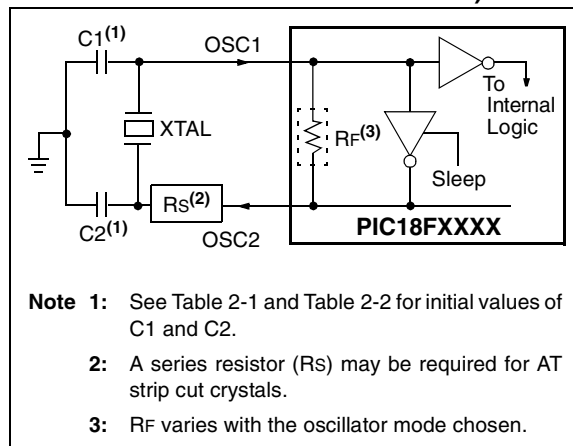 C1(1)
OSC1
To
Internal
Logic
XTAL
RF(3)
Sleep
C2(1)
RS(2)
OSC2
PIC18FXXXX
Note 1: See Table 2-1 and Table 2-2 for initial values of
C1 and C2.
2: A series resistor (RS) may be required for AT
strip cut crystals.
3: RF varies with the oscillator mode chosen.